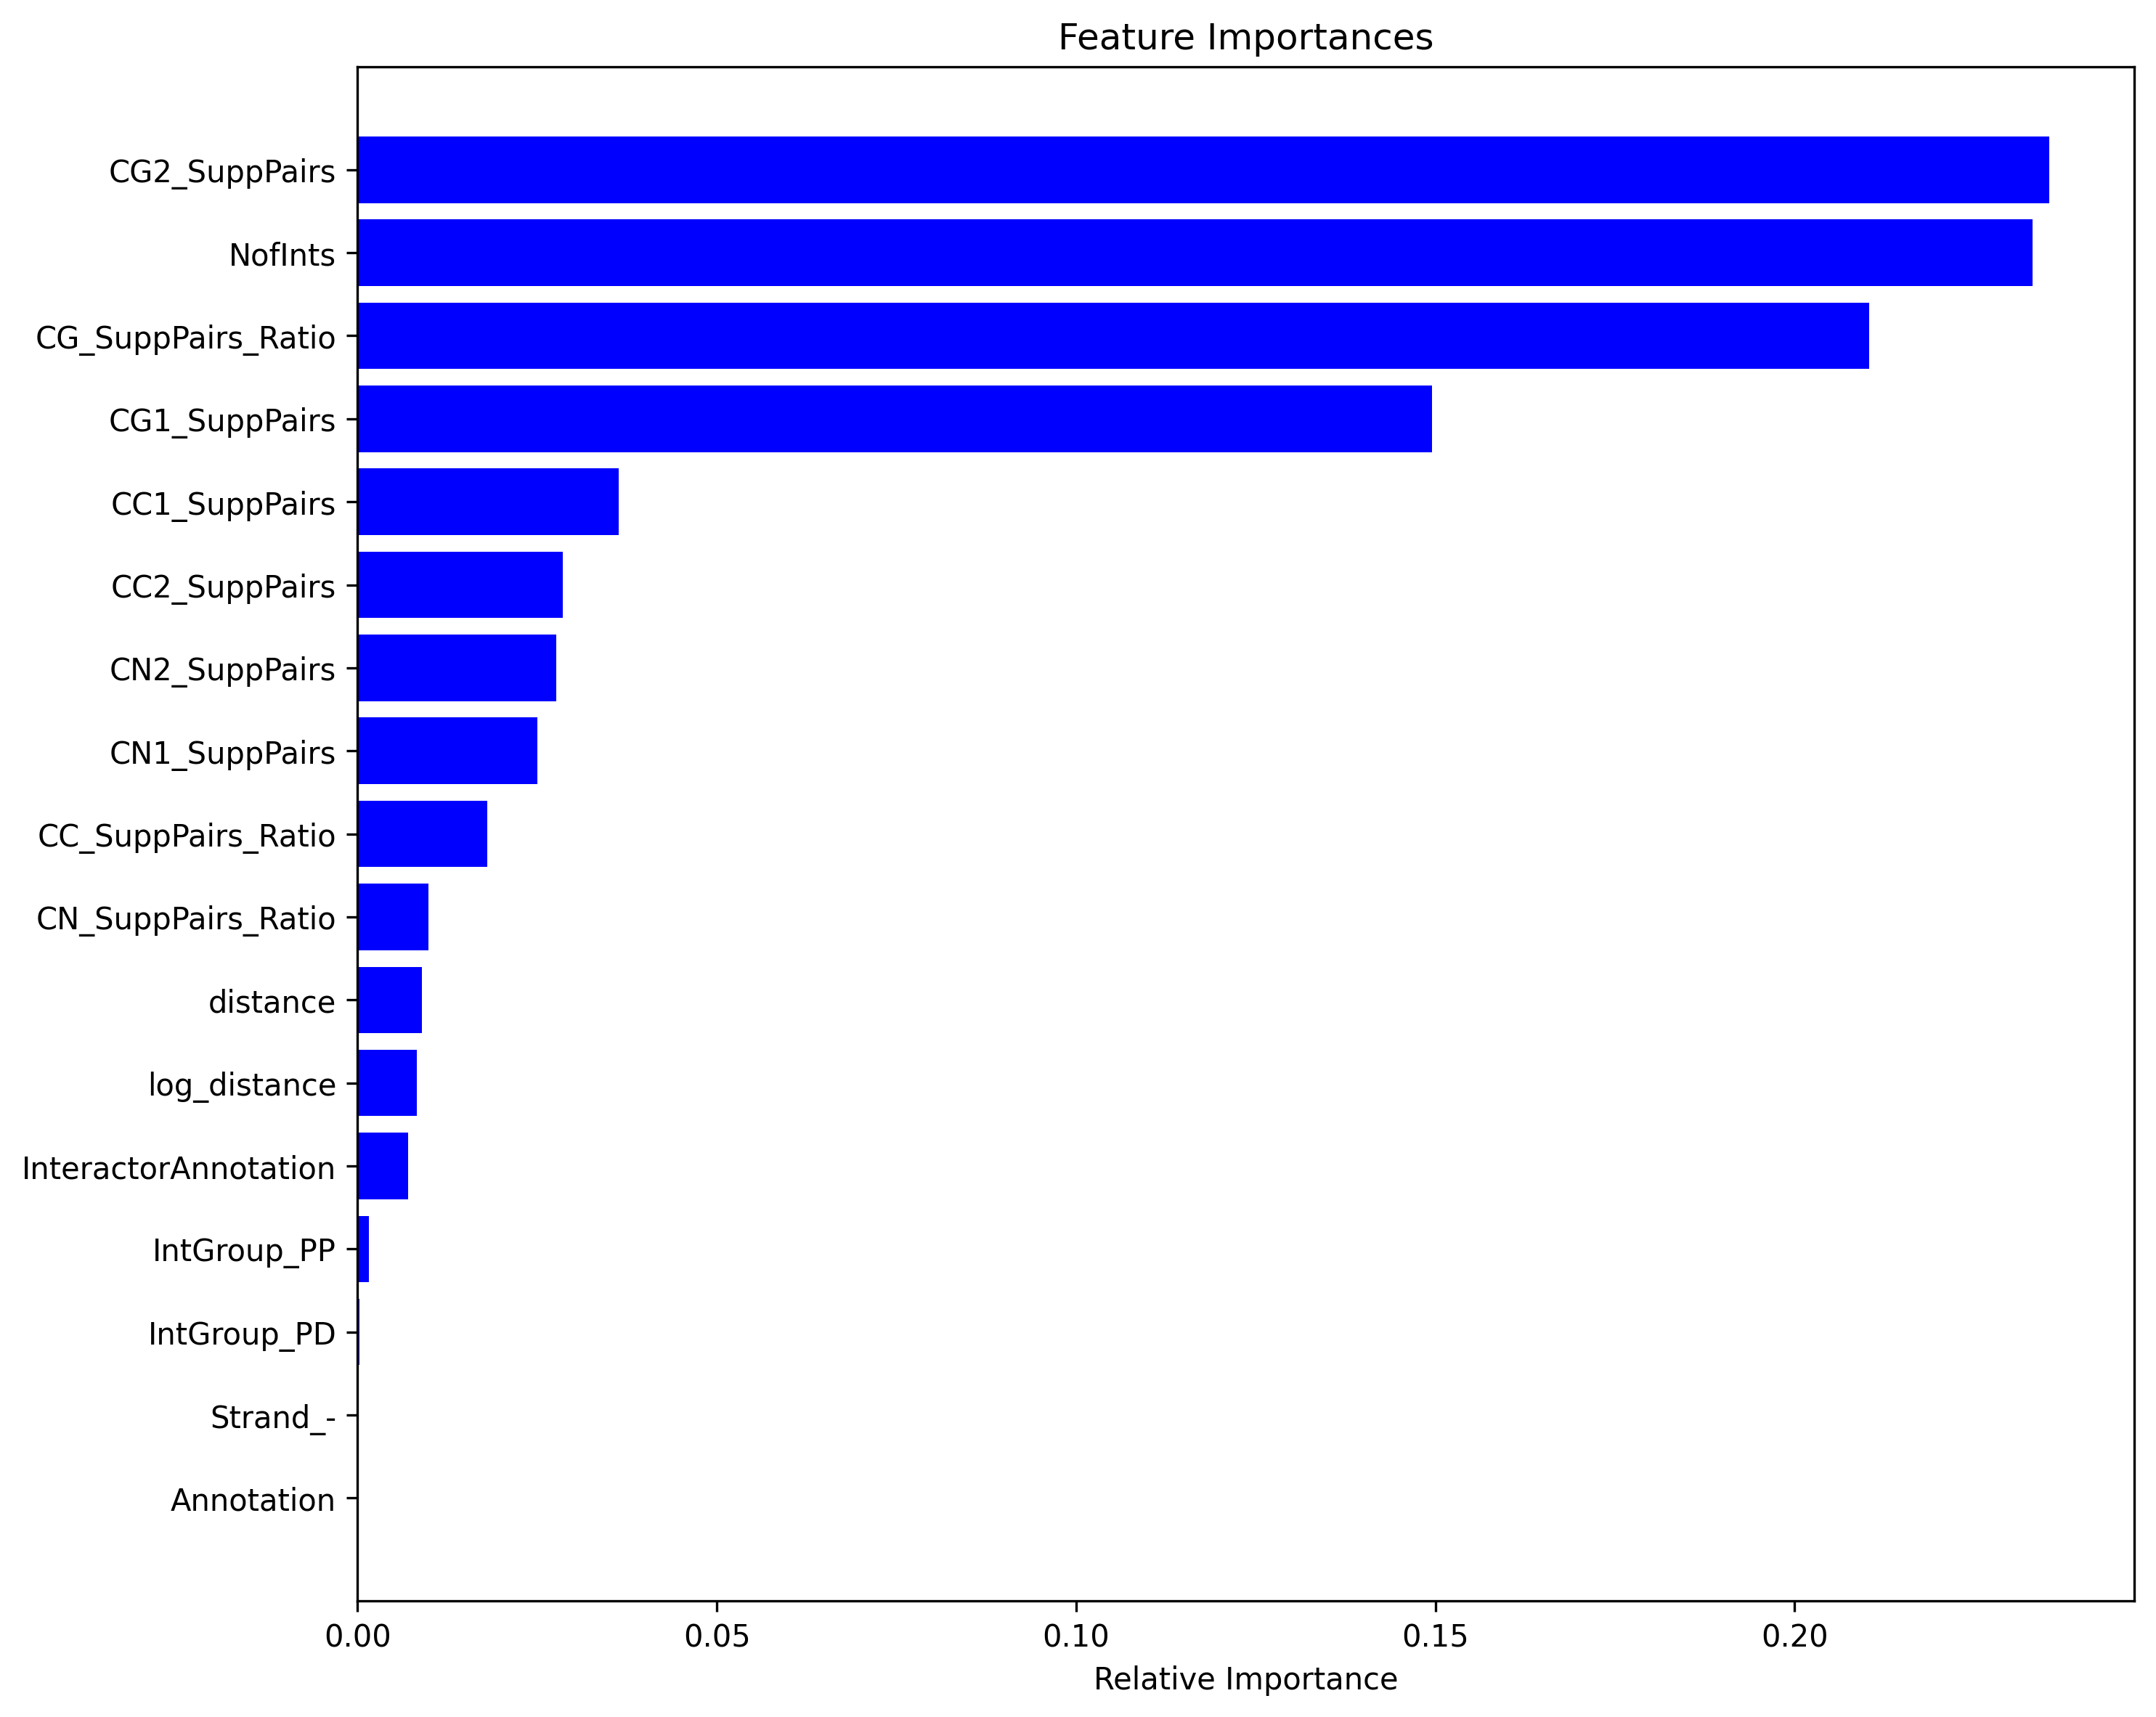 Feature Importances
CG2_SuppPairs
NofInts
CG_SuppPairs_Ratio
CG1_SuppPairs
CC1_SuppPairs
CC2_SuppPairs
CN2_SuppPairs
CN1_SuppPairs
CC_SuppPairs_Ratio
CN_SuppPairs_Ratio
distance
log_distance
InteractorAnnotation
IntGroup_PP
IntGroup_PD
Strand_-
Annotation
0.00 0.05 0.10 0.15 0.20
Relative Importance